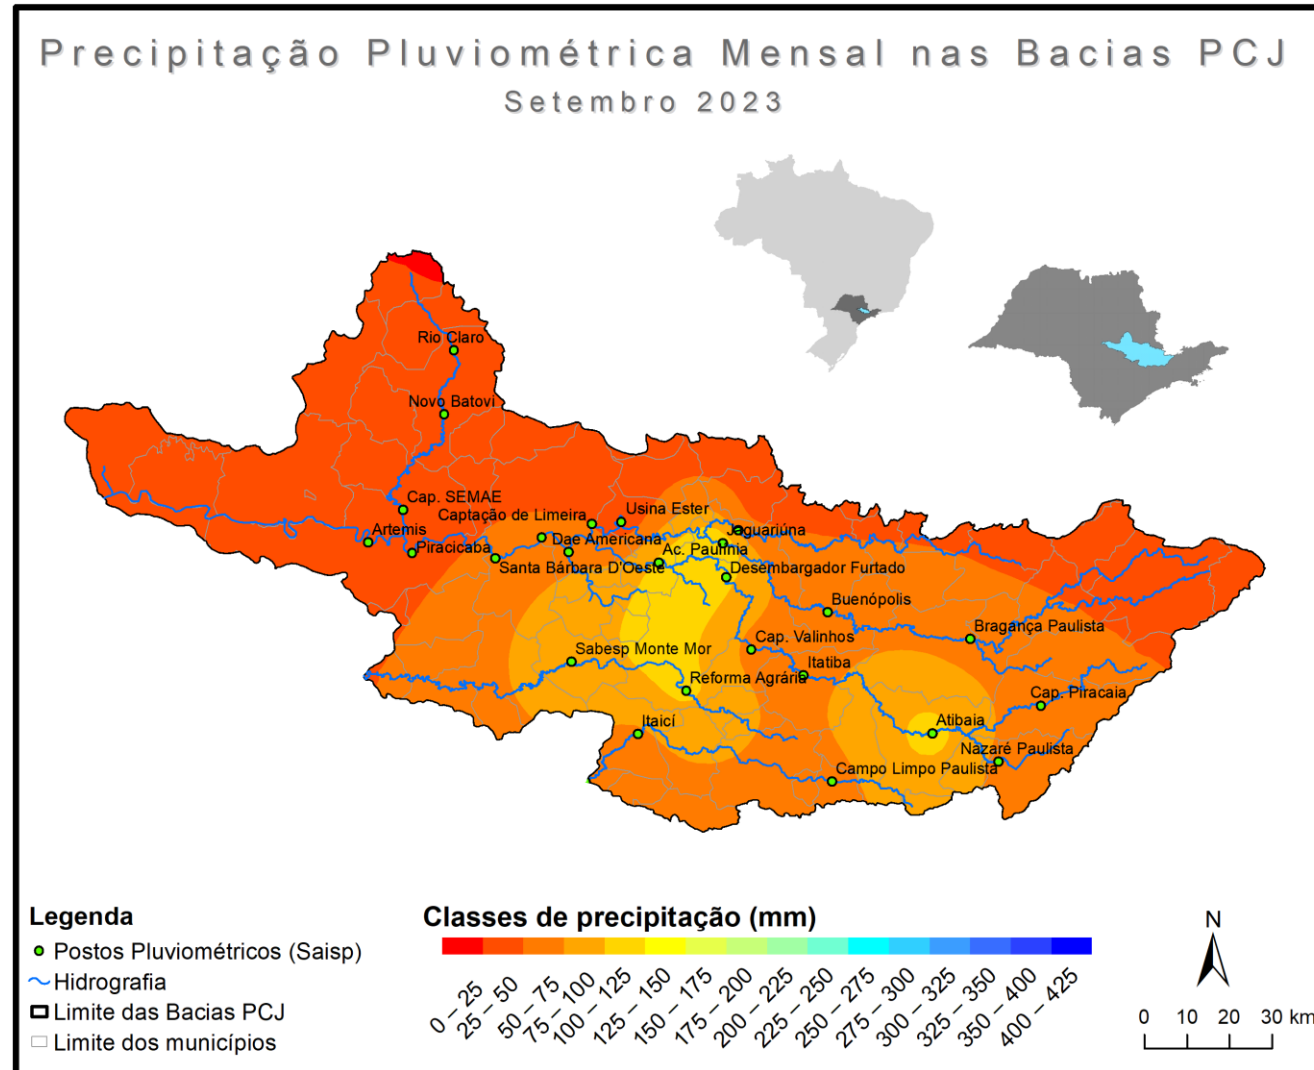 Precipitação Pluviométrica Mensal nas Bacias PCJ
Setembro 2023
Rio Claro
Novo Batovi
Cap. SEMAE
Captação de Limeira
Usina Ester
Artemis
Dae Americana
Jaguariúna
Piracicaba
Ac. Paulínia
Santa Bárbara D'Oeste
Desembargador Furtado
Buenópolis
Bragança Paulista
Cap. Valinhos
Sabesp Monte Mor
Itatiba
Reforma Agrária
Cap. Piracaia
Itaicí
Atibaia
Nazaré Paulista
Campo Limpo Paulista
Legenda
Postos Pluviométricos (Saisp)
Hidrografia
Limite das Bacias PCJ
Limite dos municípios
Classes de precipitação (mm)
0 – 25
25 – 50
50 – 75
75 – 100
100 – 125
125 – 150
150 – 175
175 – 200
200 – 225
225 – 250
250 – 275
275 – 300
300 – 325
325 – 350
350 – 400
400 – 425
N
0 10 20 30 km